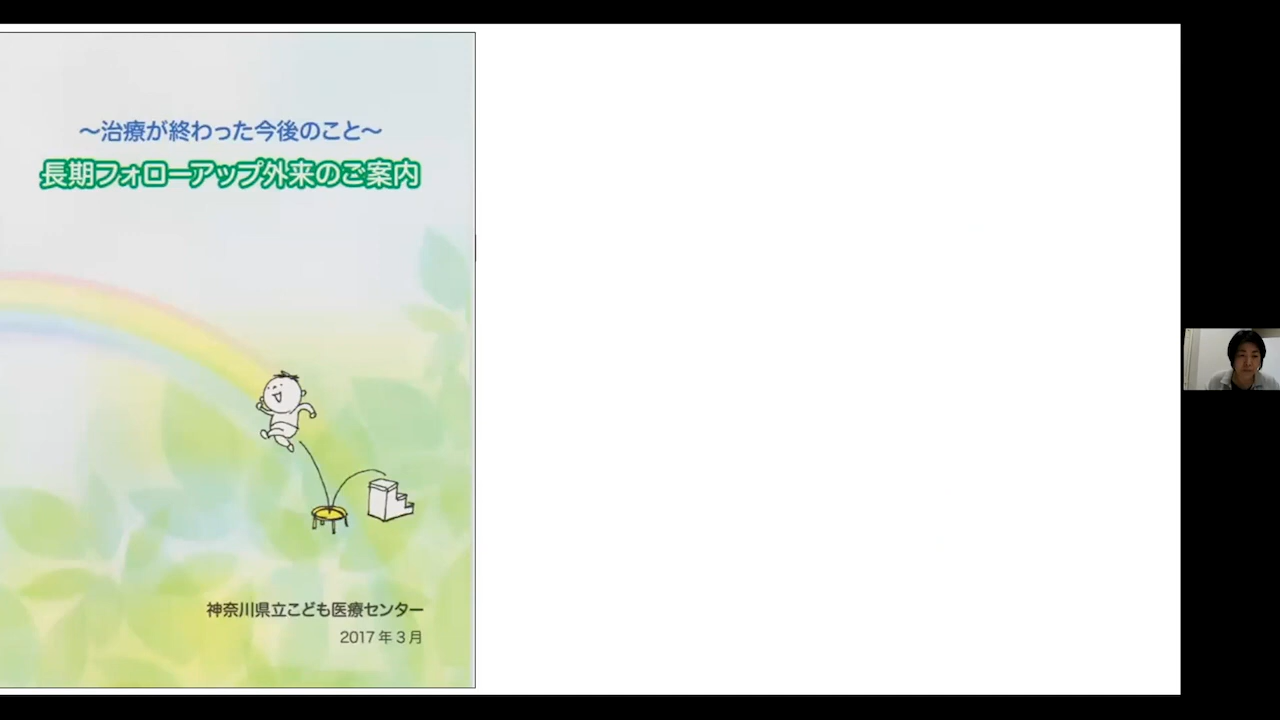 ～治療が終わった今後のこと～
長期フォローアップ外来のご案内
神奈川県立こども医療センター
2017年3月